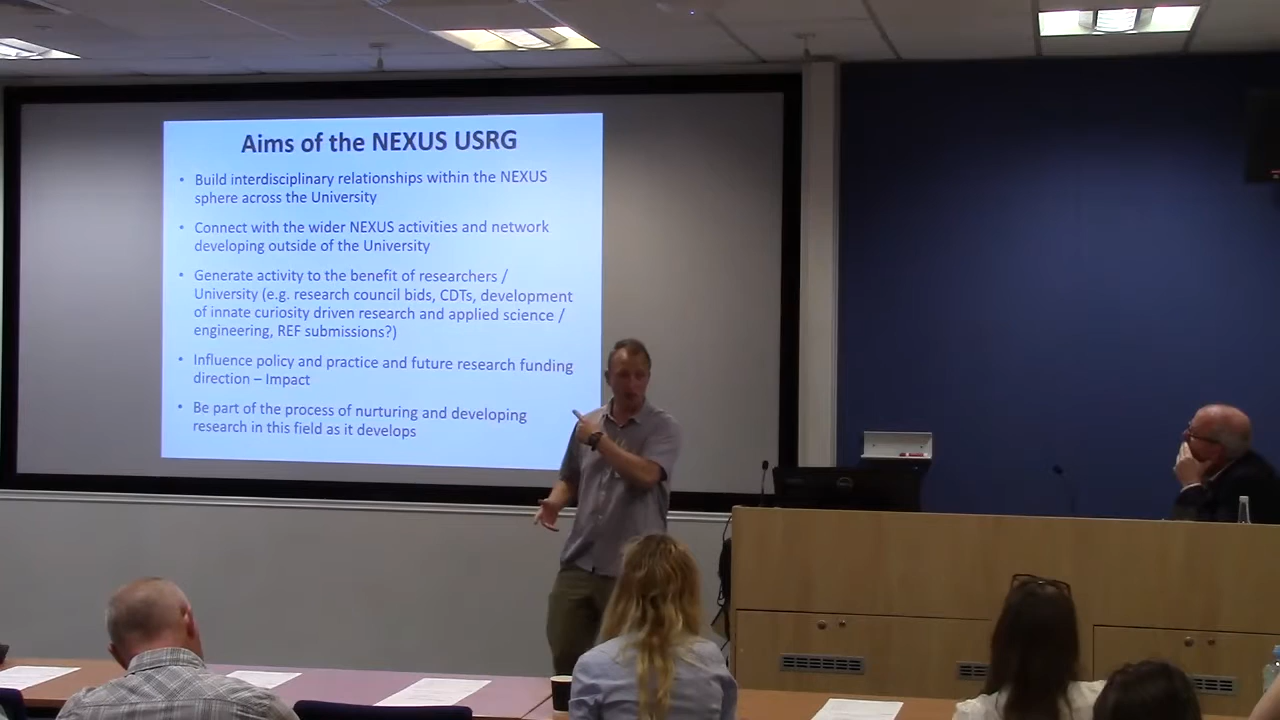 Aims of the NEXUS USRG
• Build interdisciplinary relationships within the NEXUS
sphere across the University
• Connect with the wider NEXUS activities and network
developing outside of the University
• Generate activity to the benefit of researchers /
University (e.g. research council bids, CDTs, development
of innate curiosity driven research and applied science /
engineering, REF submissions?)
• Influence policy and practice and future research funding
direction – Impact
• Be part of the process of nurturing and developing
research in this field as it develops
DELL